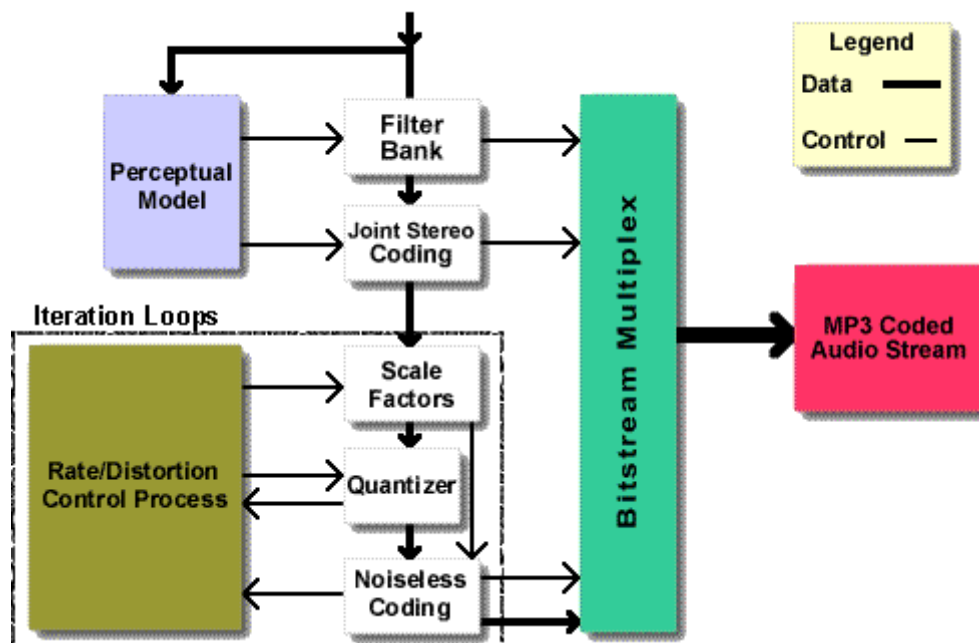 Legend
Data
Control
Filter
Bank
Perceptual
Model
Joint Stereo
Coding
Bitstream Multiplex
MP3 Coded
Audio Stream
Iteration Loops
Scale
Factors
Rate/Distortion
Control Process
Quantizer
Noiseless
Coding